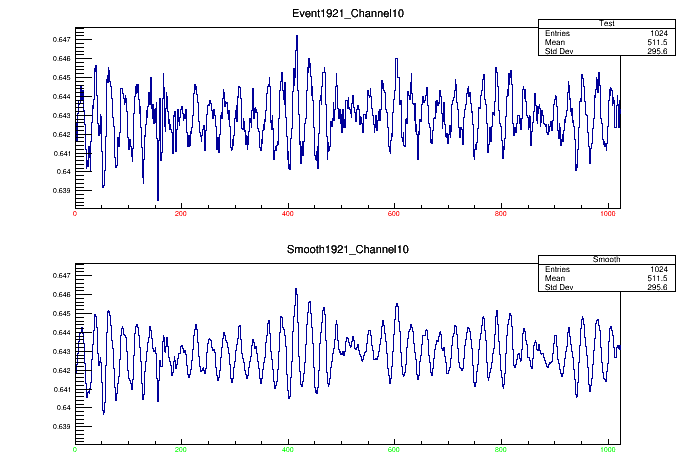 Event1921_Channel10
Test
Entries 1024
Mean 511.5
Std Dev 295.6
0.647
0.646
0.645
0.644
0.643
0.642
0.641
0.64
0.639
0 200 400 600 800 1000
Smooth1921_Channel10
Smooth
Entries 1024
Mean 511.5
Std Dev 295.6
0.647
0.646
0.645
0.644
0.643
0.642
0.641
0.64
0.639
0 200 400 600 800 1000